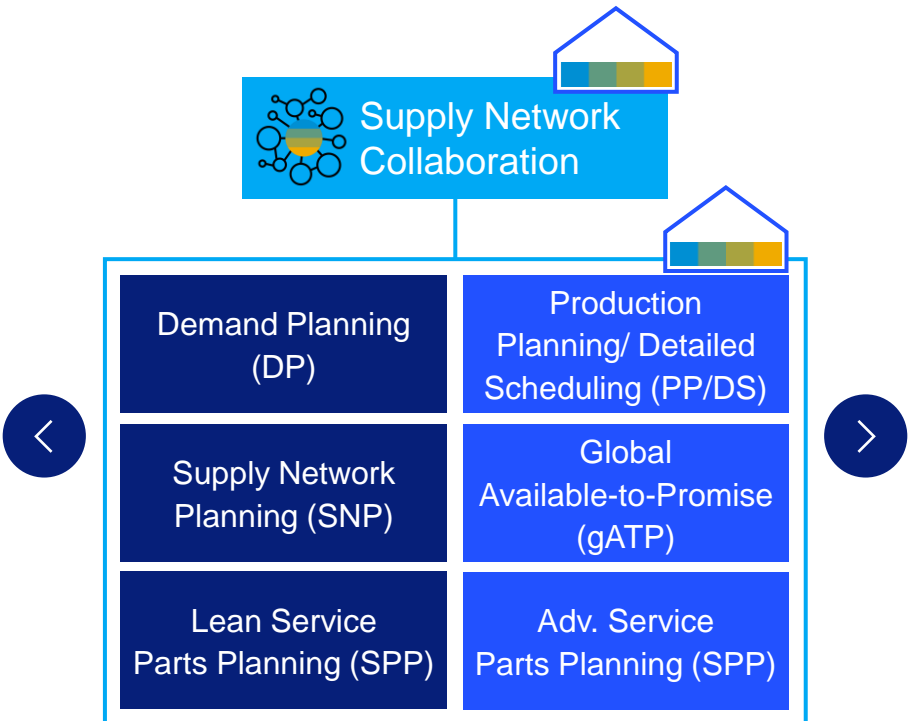 Supply Network
Collaboration
Demand Planning
(DP)
Production
Planning/ Detailed
Scheduling (PP/DS)
Supply Network
Planning (SNP)
Global
Available-to-Promise
(gATP)
Lean Service
Parts Planning (SPP)
Adv. Service
Parts Planning (SPP)